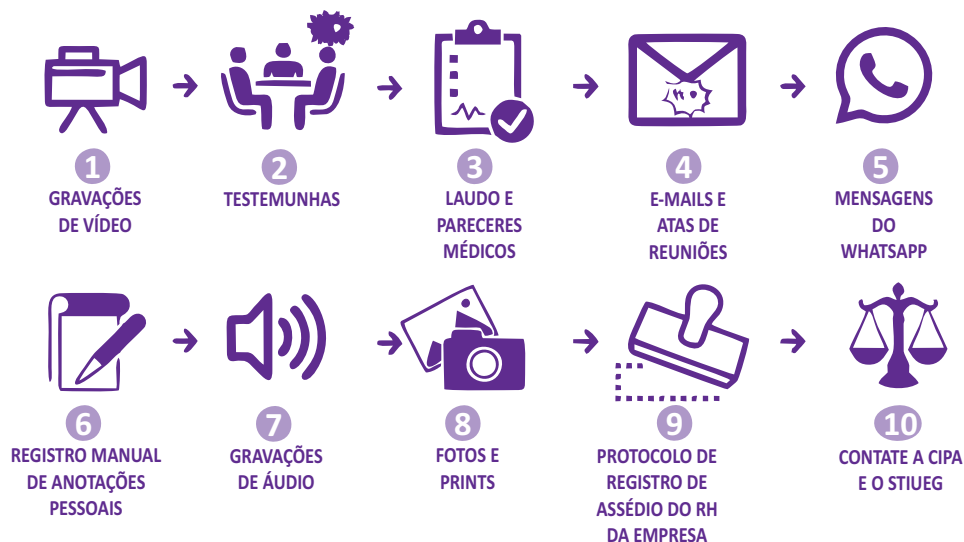 1
GRAVAÇÕES
DE VÍDEO
2
TESTEMUNHAS
3
LAUDO E
PARECERES
MÉDICOS
4
E-MAILS E
ATAS DE
REUNIÕES
5
MENSAGENS
DO
WHATSAPP
6
REGISTRO MANUAL
DE ANOTAÇÕES
PESSOAIS
7
GRAVAÇÕES
DE ÁUDIO
8
FOTOS E
PRINTS
9
PROTOCOLO DE
REGISTRO DE
ASSÉDIO DO RH
DA EMPRESA
10
CONTATE A CIPA
E O STIUEG